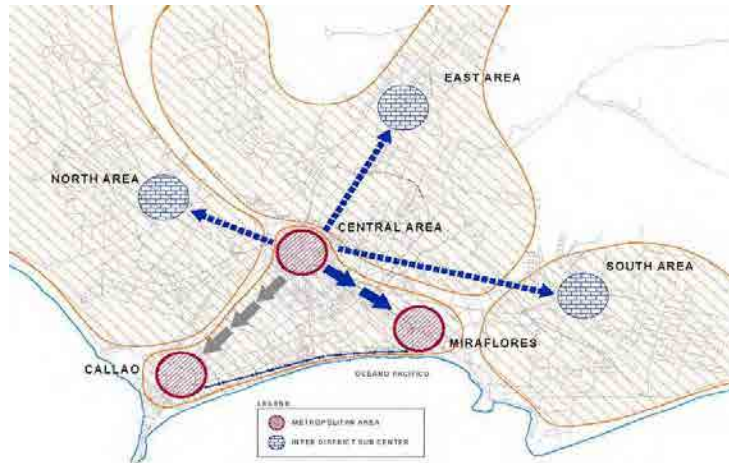 EAST AREA
NORTH AREA
CENTRAL AREA
SOUTH AREA
MIRAFLORES
CALLAO
OCEANO PACIFICO
LEGEND
METROPOLITAN AREA
INTER DISTRICT SUB CENTER